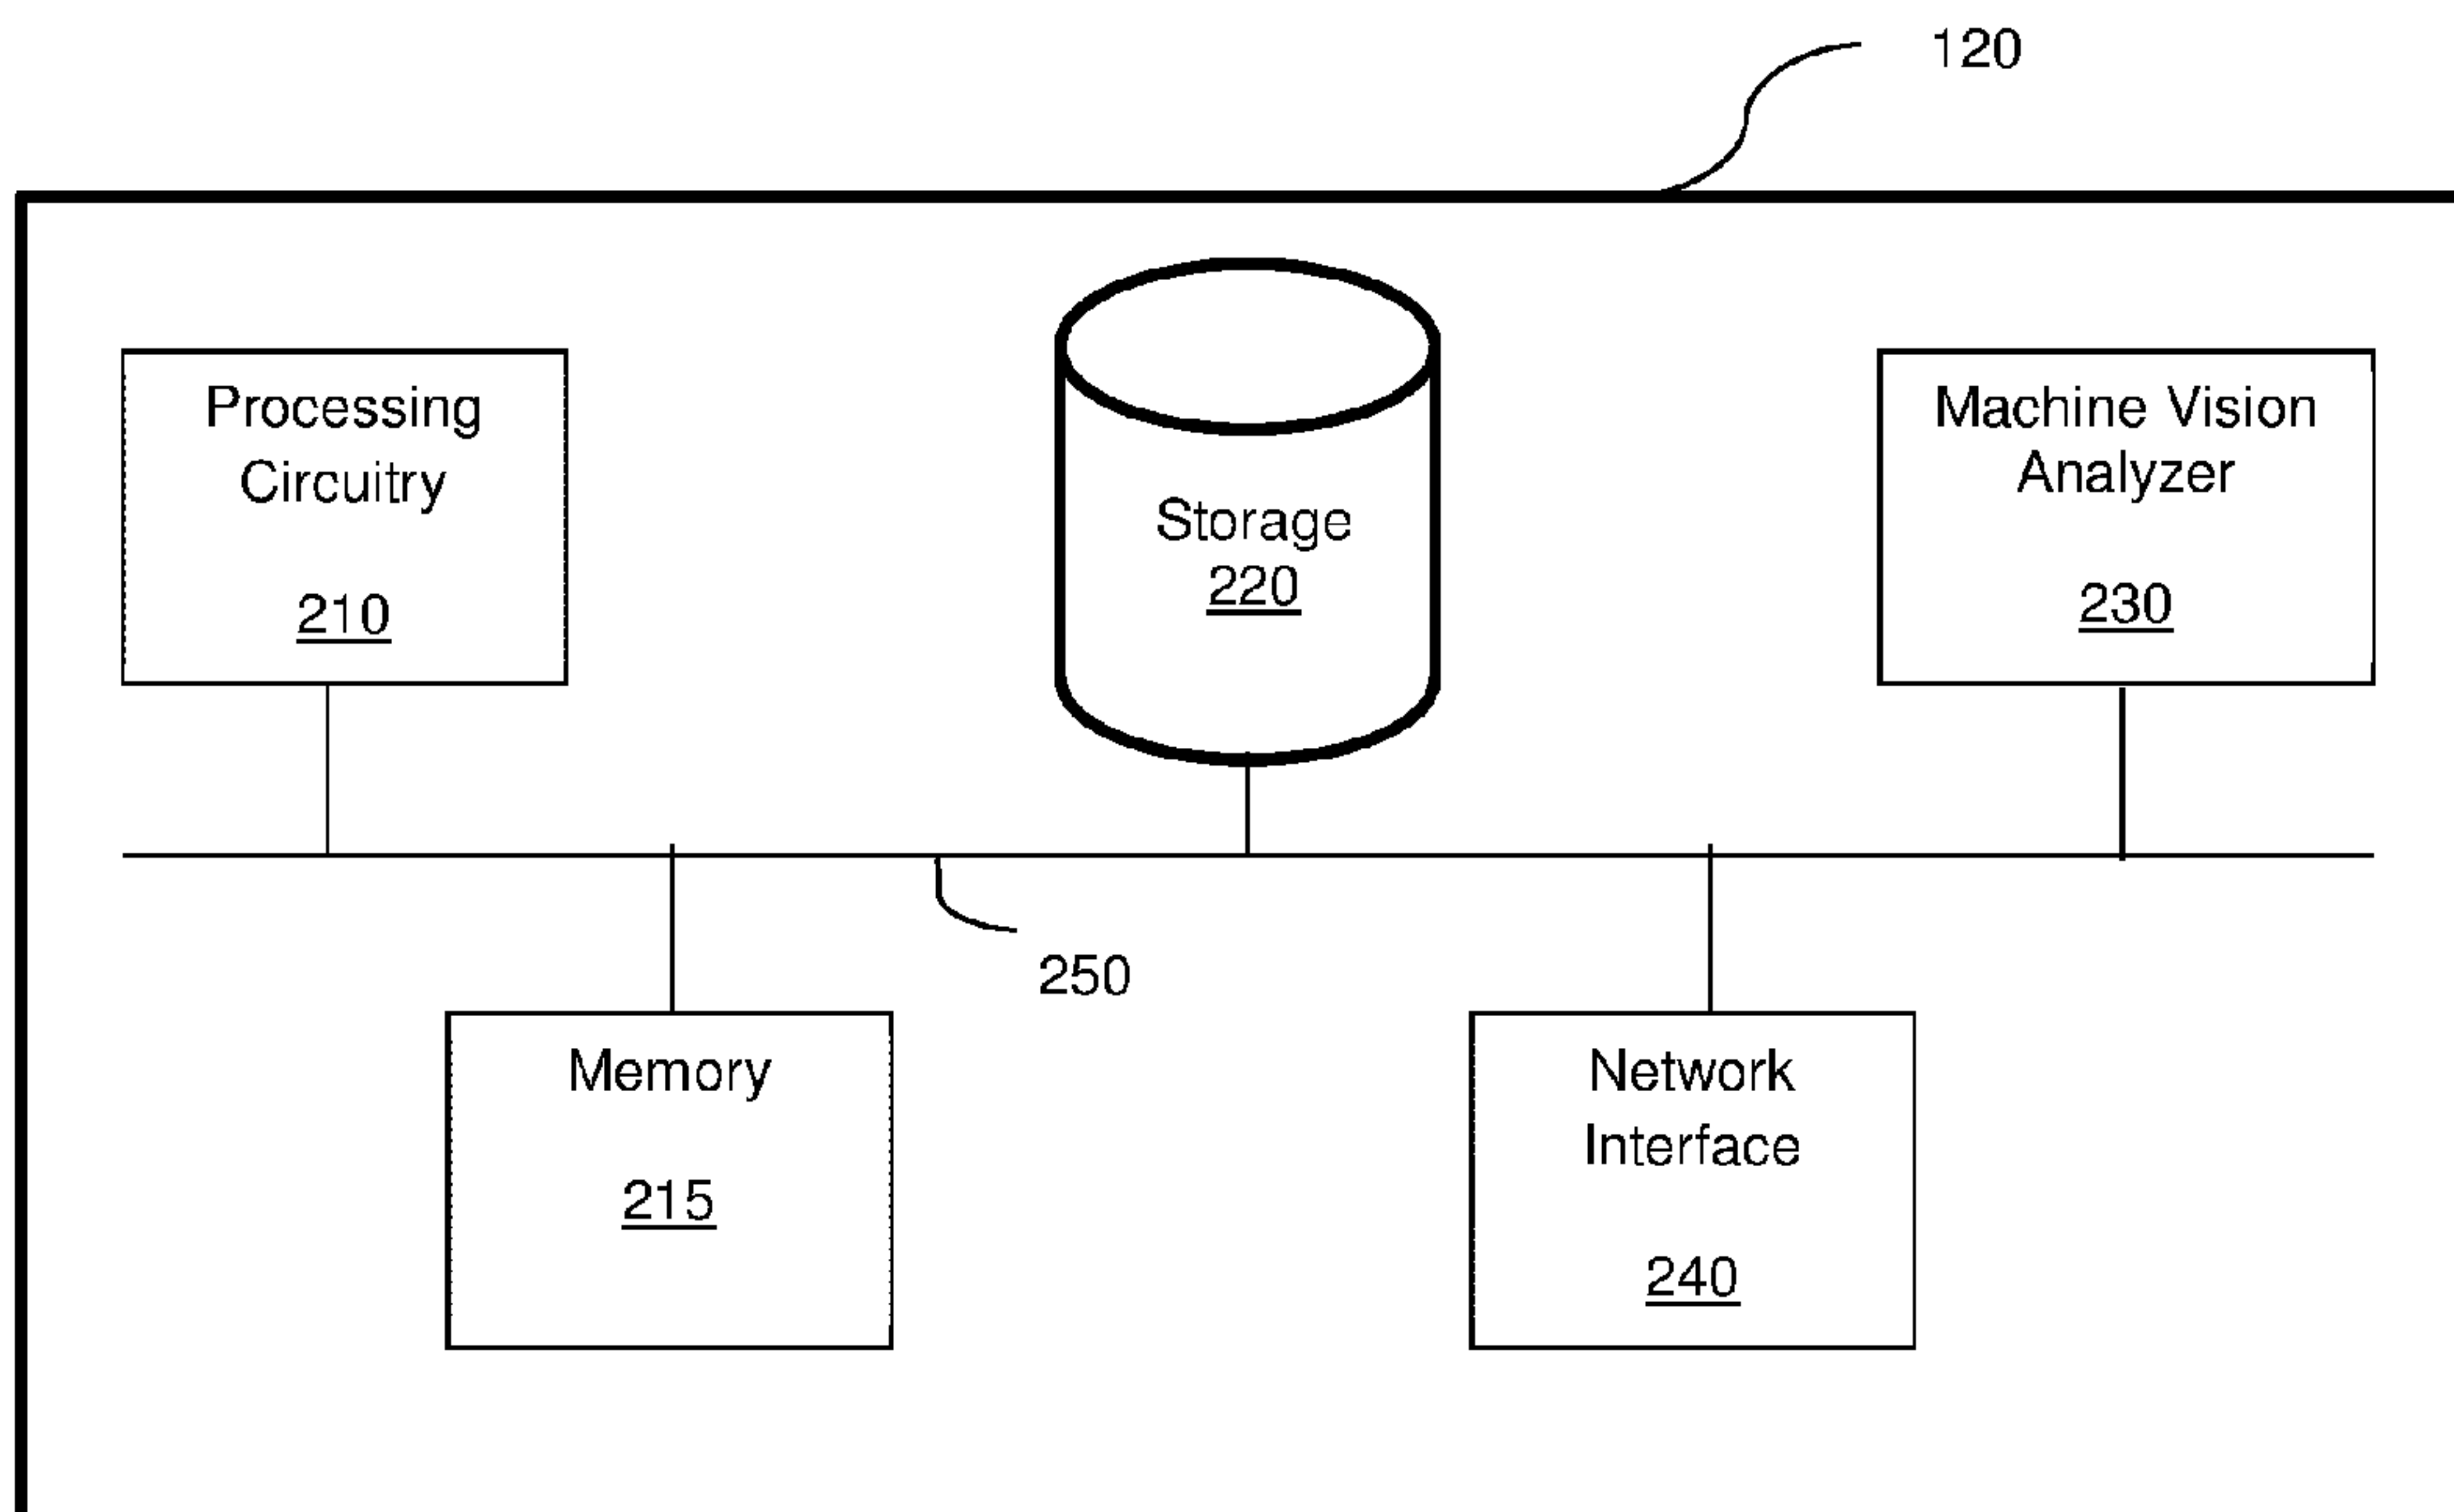 120
Processing
Circuitry
210
Storage
220
Machine Vision
Analyzer
230
250
Memory
215
Network
Interface
240